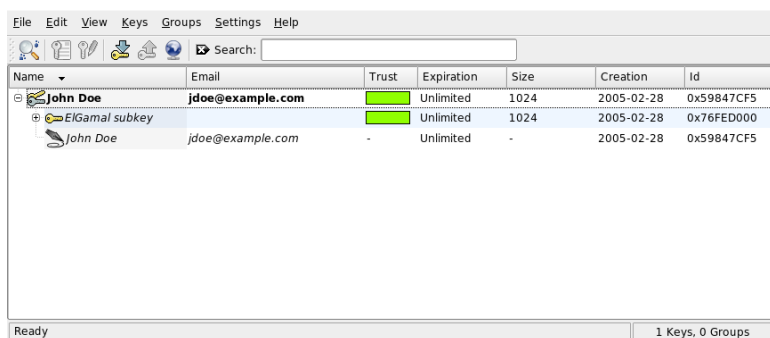 File Edit View Keys Groups Settings Help
Search:
Name Email Trust Expiration Size Creation Id
John Doe jdoe@example.com Unlimited 1024 2005-02-28 0x59847CF5
ElGamal subkey Unlimited 1024 2005-02-28 0x76FED000
John Doe jdoe@example.com - Unlimited - 2005-02-28 0x59847CF5
Ready 1 Keys, 0 Groups